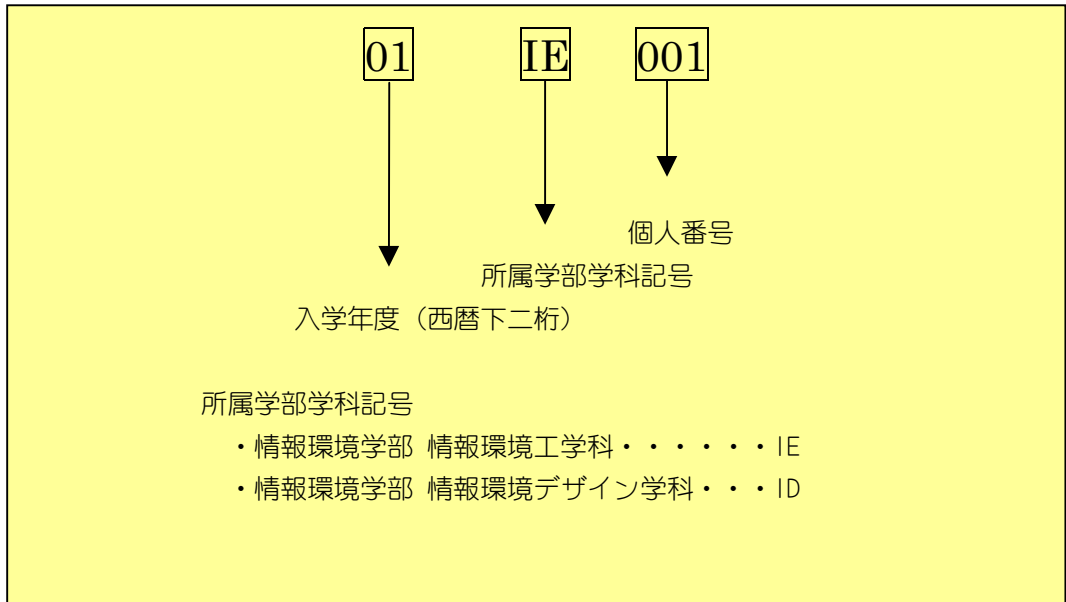 01 IE 001
個人番号
所属学部学科記号
入学年度（西暦下二桁）
所属学部学科記号
・情報環境学部 情報環境工学科・・・・・・IE
・情報環境学部 情報環境デザイン学科・・・ID